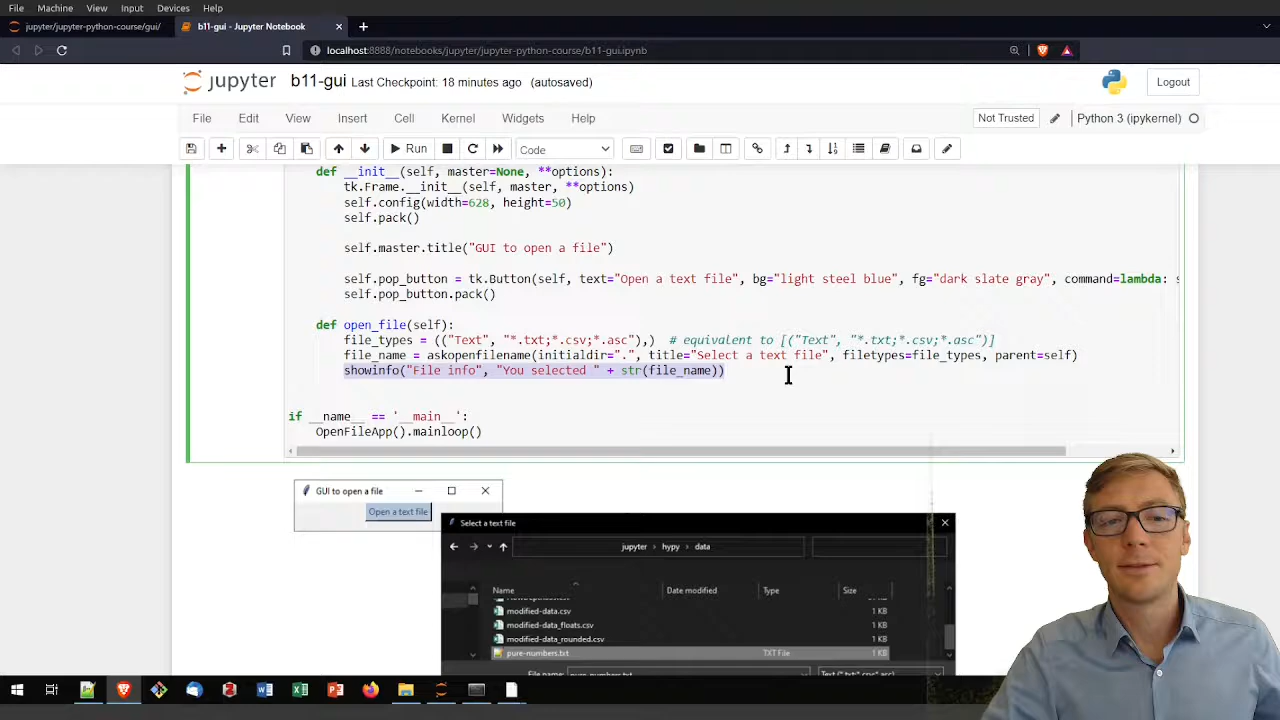 File Machine View Input Devices Help
jupyter/jupyter-python-course/gui/
b11-gui - Jupyter Notebook
localhost:8888/notebooks/jupyter/jupyter-python-course/b11-gui.ipynb
jupyter b11-gui Last Checkpoint: 18 minutes ago (autosaved)
Logout
File Edit View Insert Cell Kernel Widgets Help
Not Trusted
Python 3 (ipykernel)
Run
Code
def __init__(self, master=None, **options):
tk.Frame.__init__(self, master, **options)
self.config(width=628, height=50)
self.pack()
self.master.title("GUI to open a file")
self.pop_button = tk.Button(self, text="Open a text file", bg="light steel blue", fg="dark slate gray", command=lambda: s
self.pop_button.pack()
def open_file(self):
file_types = (("Text", "*.txt;*.csv;*.asc"),) # equivalent to [("Text", "*.txt;*.csv;*.asc")]
file_name = askopenfilename(initialdir=".", title="Select a text file", filetypes=file_types, parent=self)
showinfo("File info", "You selected " + str(file_name))
if __name__ == '__main__':
OpenFileApp().mainloop()
GUI to open a file
Open a text file
Select a text file
jupyter > hypy > data
Name Date modified Type Size
modified-data.csv 1 KB
modified-data_floats.csv 1 KB
modified-data_rounded.csv 1 KB
pure-numbers.txt TXT File 1 KB
File name: pure-numbers.txt